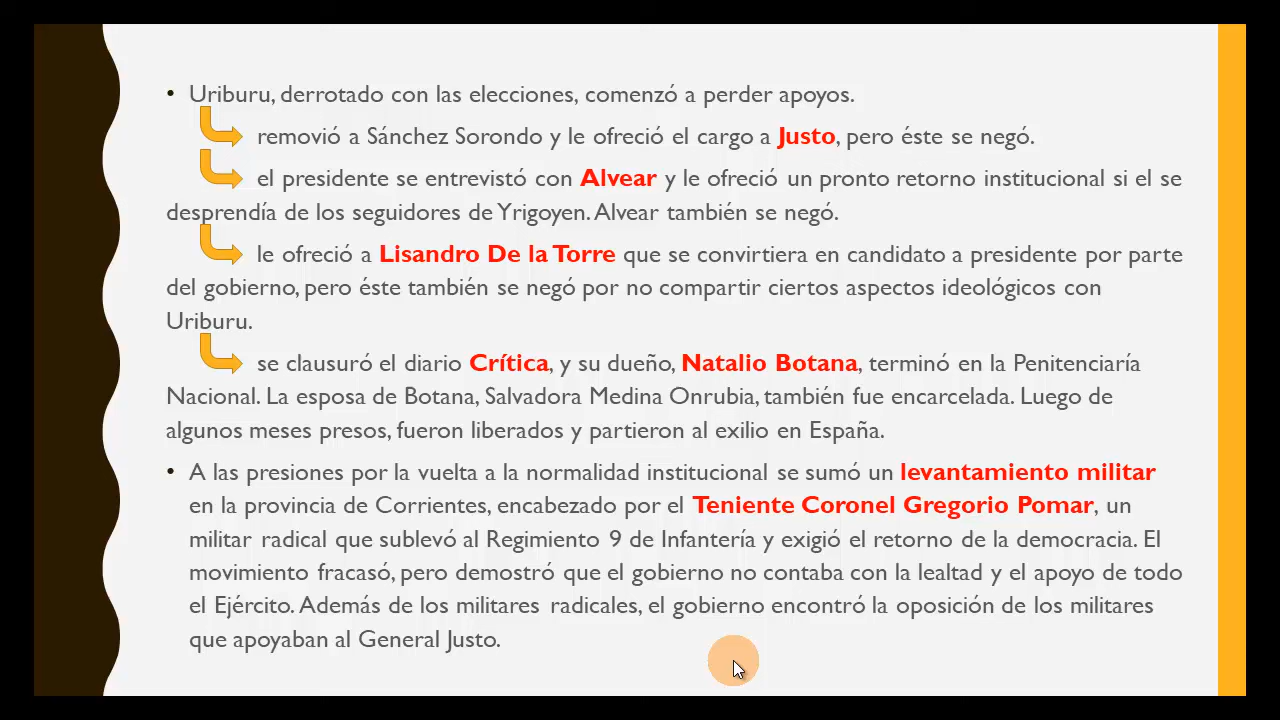 • Uriburu, derrotado con las elecciones, comenzó a perder apoyos.
removió a Sánchez Sorondo y le ofreció el cargo a Justo, pero éste se negó.
el presidente se entrevistó con Alvear y le ofreció un pronto retorno institucional si el se
desprendía de los seguidores de Yrigoyen. Alvear también se negó.
le ofreció a Lisandro De la Torre que se convirtiera en candidato a presidente por parte
del gobierno, pero éste también se negó por no compartir ciertos aspectos ideológicos con
Uriburu.
se clausuró el diario Crítica, y su dueño, Natalio Botana, terminó en la Penitenciaría
Nacional. La esposa de Botana, Salvadora Medina Onrubia, también fue encarcelada. Luego de
algunos meses presos, fueron liberados y partieron al exilio en España.
• A las presiones por la vuelta a la normalidad institucional se sumó un levantamiento militar
en la provincia de Corrientes, encabezado por el Teniente Coronel Gregorio Pomar, un
militar radical que sublevó al Regimiento 9 de Infantería y exigió el retorno de la democracia. El
movimiento fracasó, pero demostró que el gobierno no contaba con la lealtad y el apoyo de todo
el Ejército. Además de los militares radicales, el gobierno encontró la oposición de los militares
que apoyaban al General Justo.